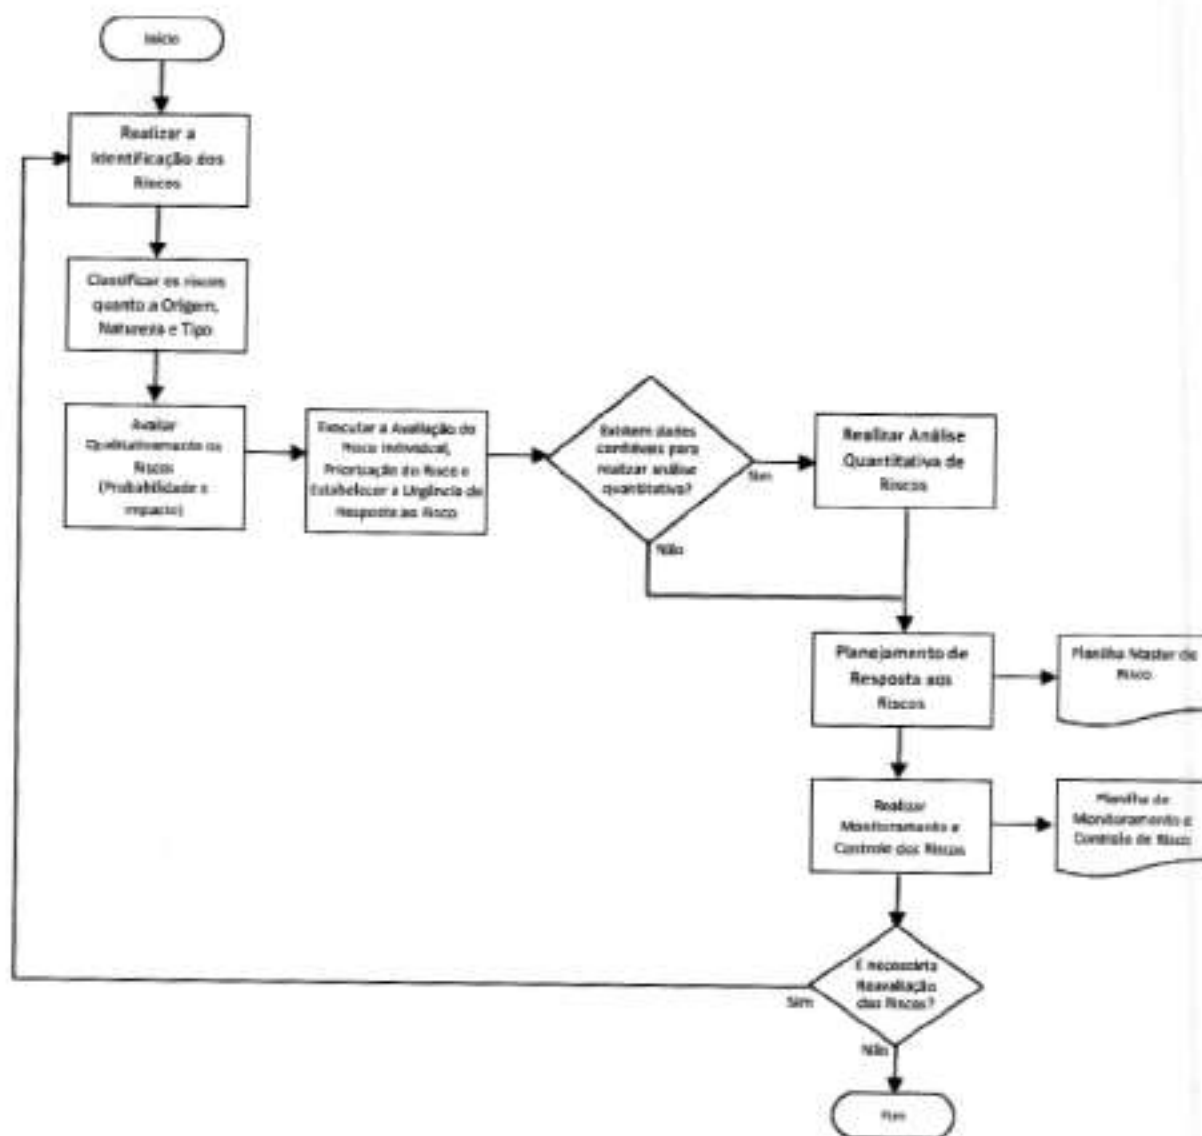 Início
Realizar a
Identificação dos
Riscos
Classificar os riscos
quanto a Origem,
Natureza e Tipo
Avaliar
Qualitativamente os
Riscos
(Probabilidade x
Impacto)
Executar a Avaliação do
Risco Individual,
Priorização do Risco e
Estabelecer a Urgência de
Resposta ao Risco
Existem dados
confiáveis para
realizar análise
quantitativa?
Sim
Não
Realizar Análise
Quantitativa de
Riscos
Planejamento de
Resposta aos
Riscos
Planilha Master de
Risco
Realizar
Monitoramento e
Controle dos Riscos
Planilha de
Monitoramento e
Controle de Risco
É necessária
Reavaliação
dos Riscos?
Sim
Não
Fim